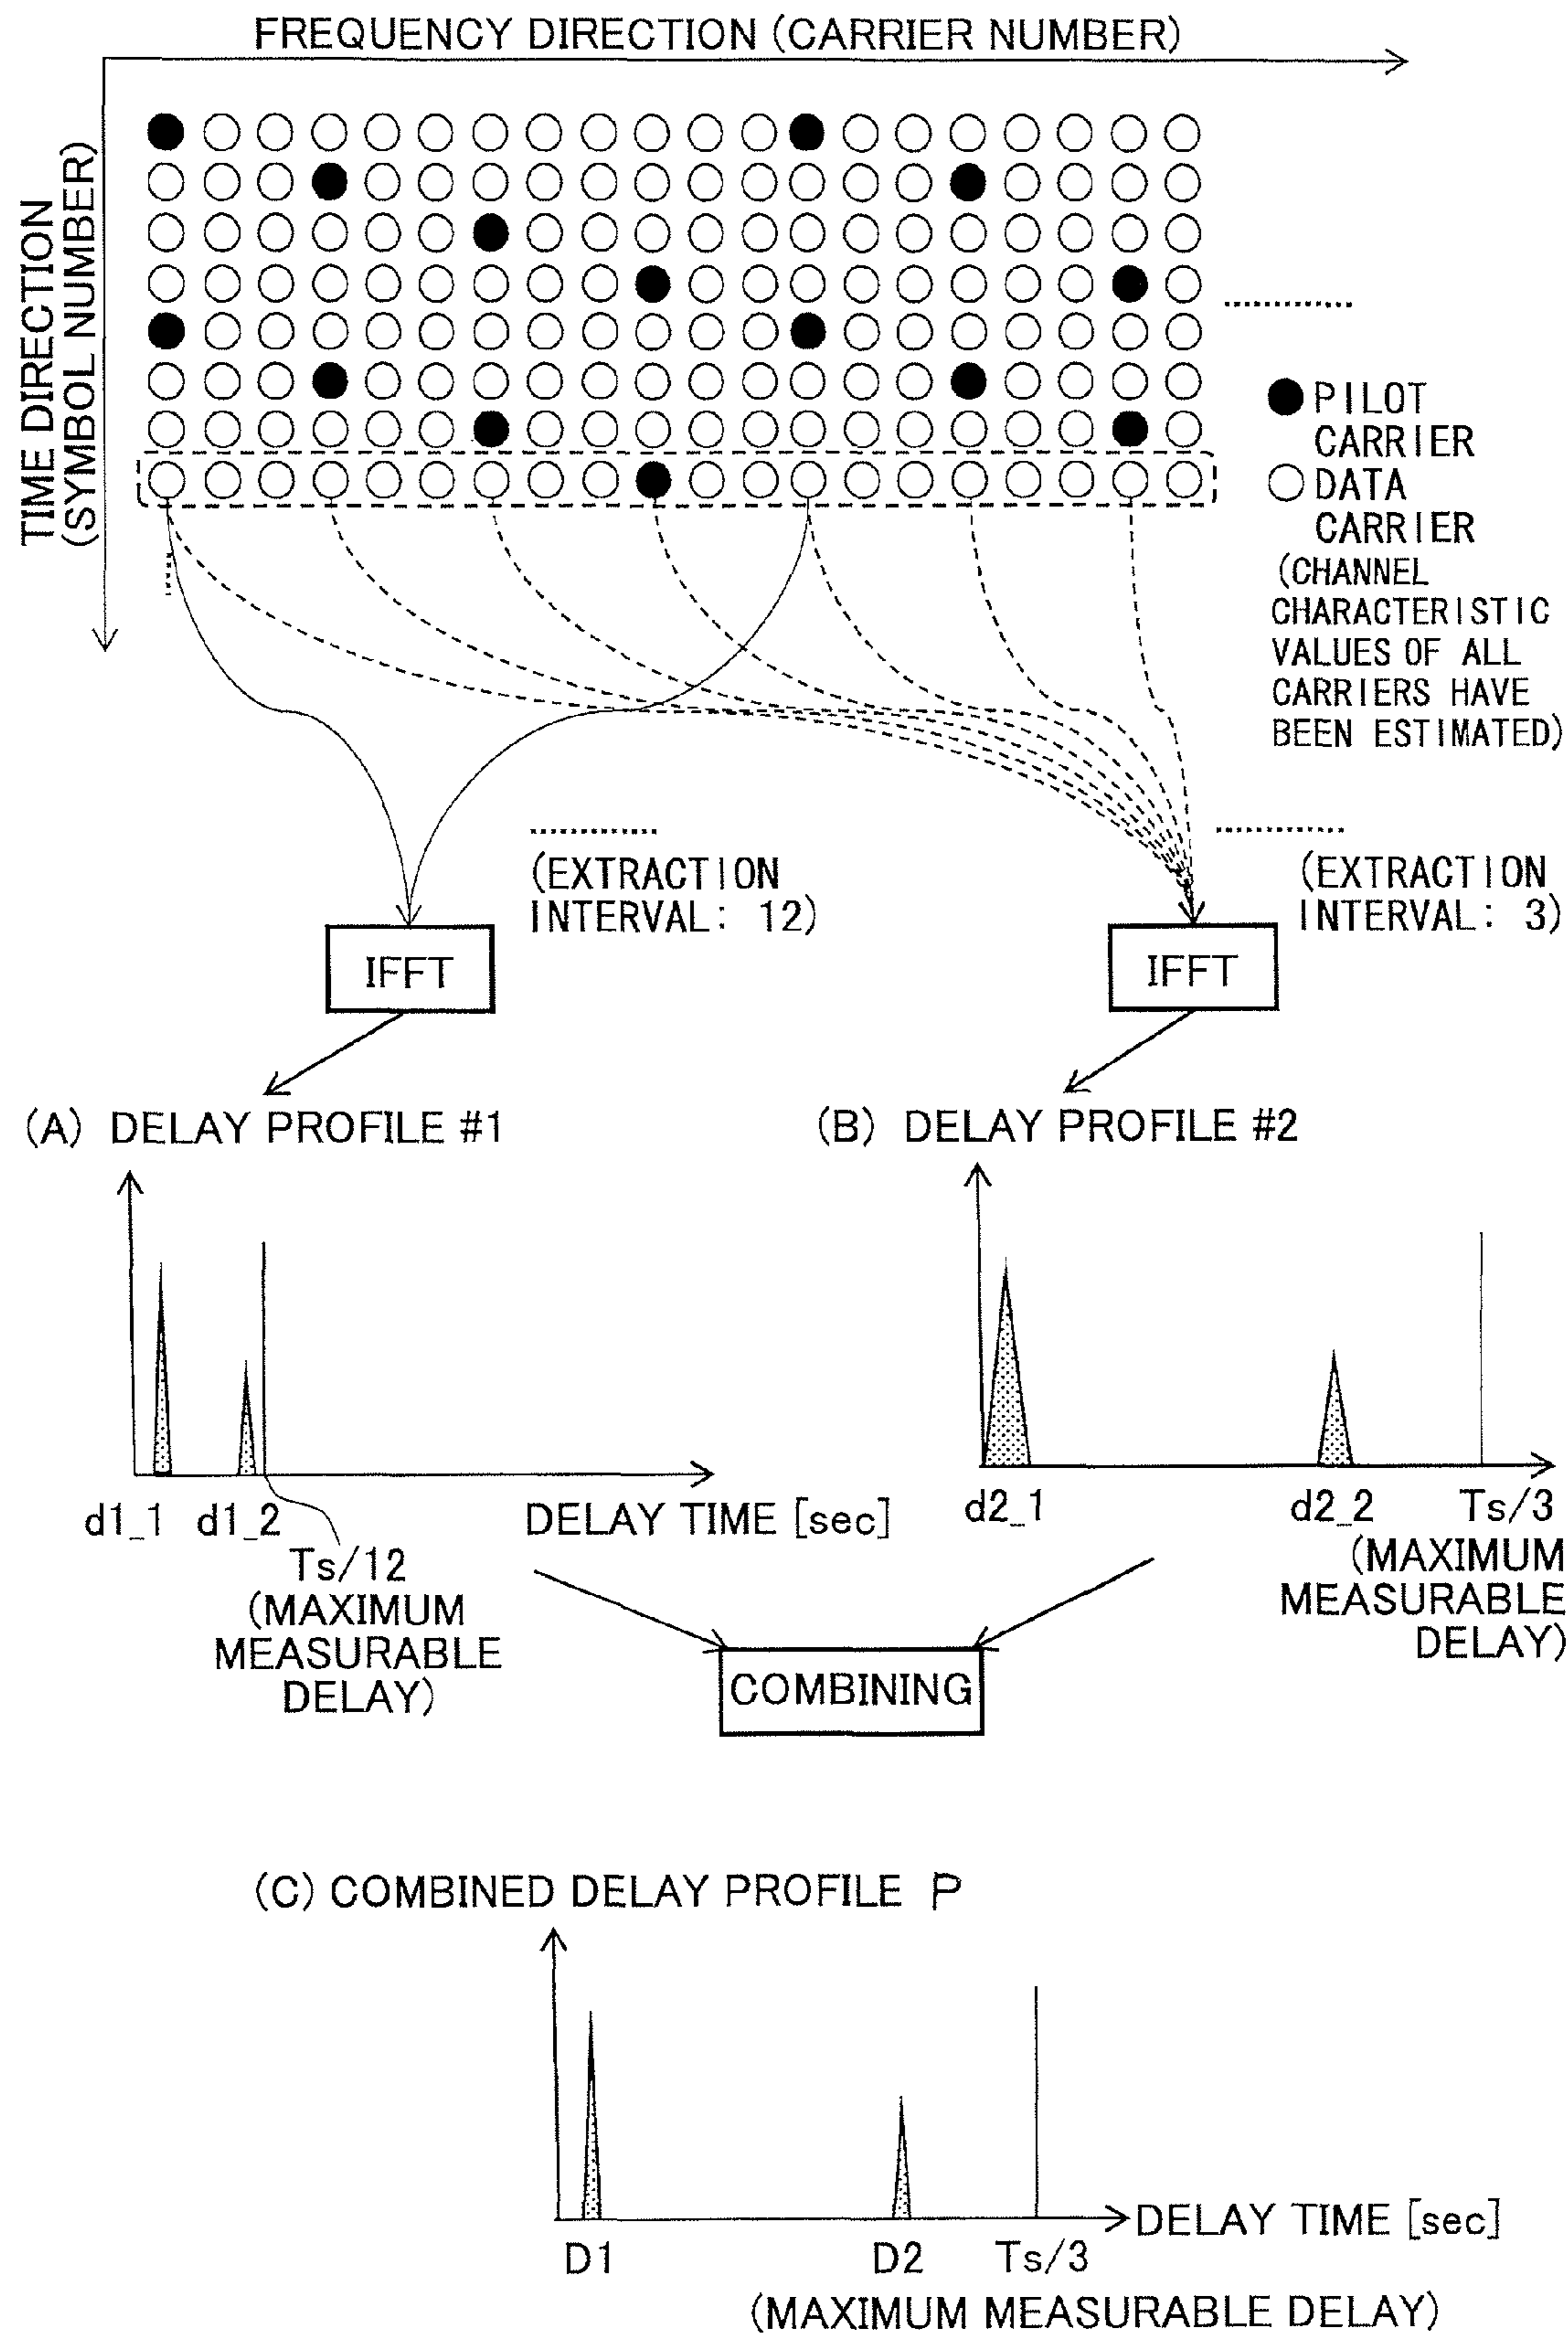 FREQUENCY DIRECTION (CARRIER NUMBER)
TIME DIRECTION
(SYMBOL NUMBER)
PILOT
CARRIER
DATA
CARRIER
(CHANNEL
CHARACTERISTIC
VALUES OF ALL
CARRIERS HAVE
BEEN ESTIMATED)
(EXTRACTION
INTERVAL: 12)
(EXTRACTION
INTERVAL: 3)
IFFT
IFFT
(A) DELAY PROFILE #1
(B) DELAY PROFILE #2
d1_1 d1_2
DELAY TIME [sec]
Ts/12
(MAXIMUM
MEASURABLE
DELAY)
d2_1
d2_2
Ts/3
(MAXIMUM
MEASURABLE
DELAY)
COMBINING
(C) COMBINED DELAY PROFILE P
DELAY TIME [sec]
D1
D2
Ts/3
(MAXIMUM MEASURABLE DELAY)